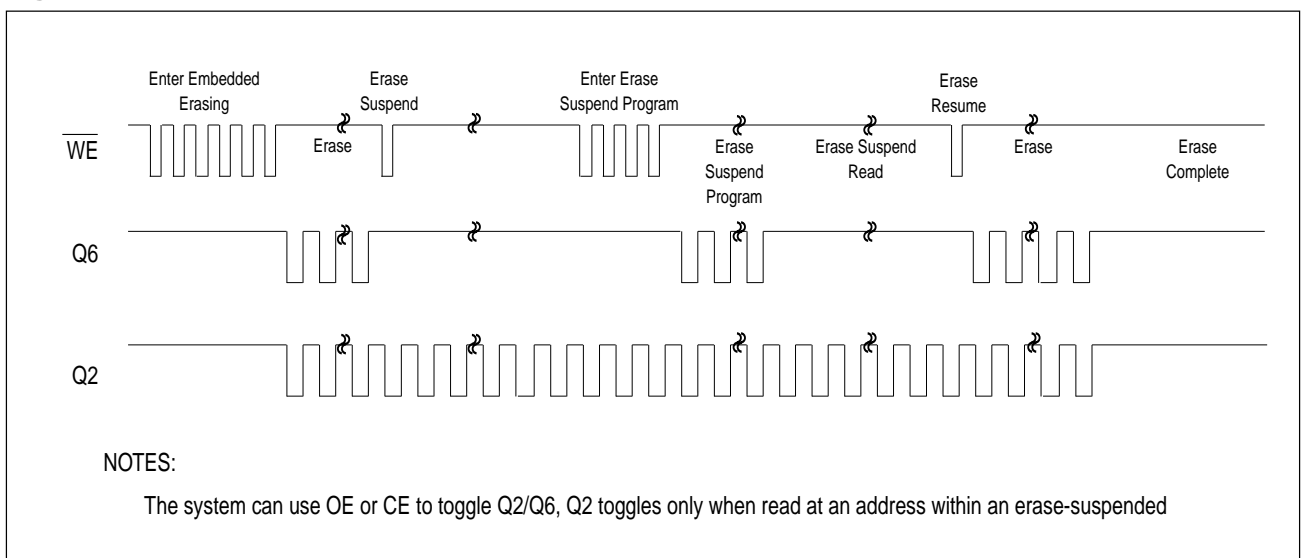 Enter Embedded
Erasing
Erase
Suspend
Enter Erase
Suspend Program
Erase
Resume
WE
Erase
Erase
Suspend
Program
Erase Suspend
Read
Erase
Erase
Complete
Q6
Q2
NOTES:
The system can use OE or CE to toggle Q2/Q6, Q2 toggles only when read at an address within an erase-suspended